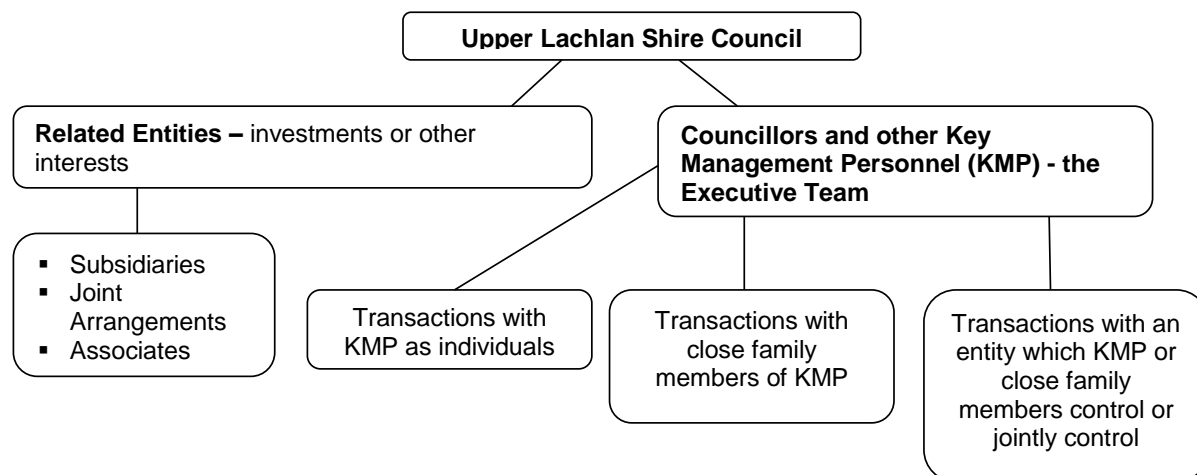 Upper Lachlan Shire Council
Related Entities – investments or other
interests
Councillors and other Key
Management Personnel (KMP) - the
Executive Team
▪ Subsidiaries
▪ Joint
Arrangements
▪ Associates
Transactions with
KMP as individuals
Transactions with
close family
members of KMP
Transactions with an
entity which KMP or
close family
members control or
jointly control